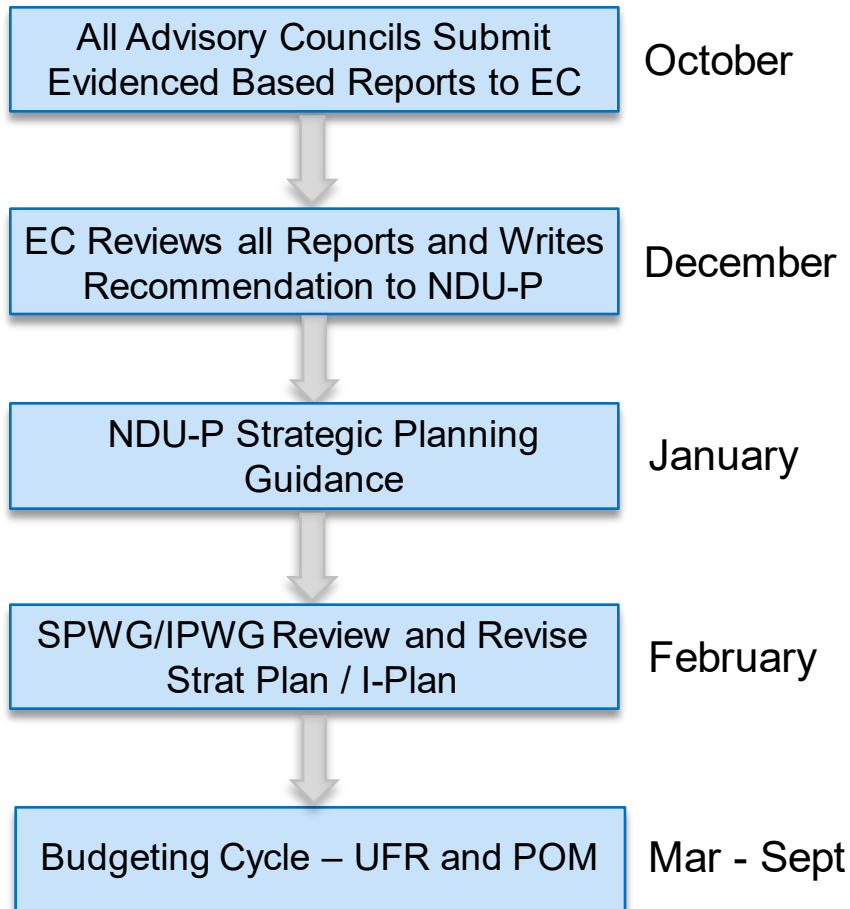 All Advisory Councils Submit
Evidenced Based Reports to EC
October
EC Reviews all Reports and Writes
Recommendation to NDU-P
December
NDU-P Strategic Planning
Guidance
January
SPWG/IPWG Review and Revise
Strat Plan / I-Plan
February
Budgeting Cycle – UFR and POM
Mar - Sept